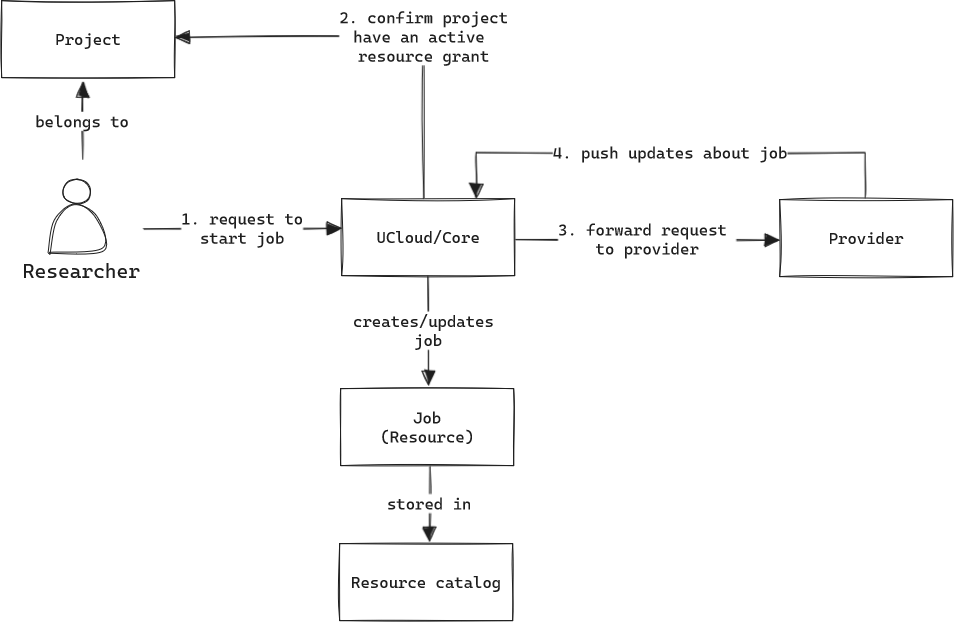 2. confirm project
have an active
resource grant
Project
belongs to
4. push updates about job
1. request to
start job
UCloud/Core
3. forward request
to provider
Provider
Researcher
creates/updates
job
Job
(Resource)
stored in
Resource catalog